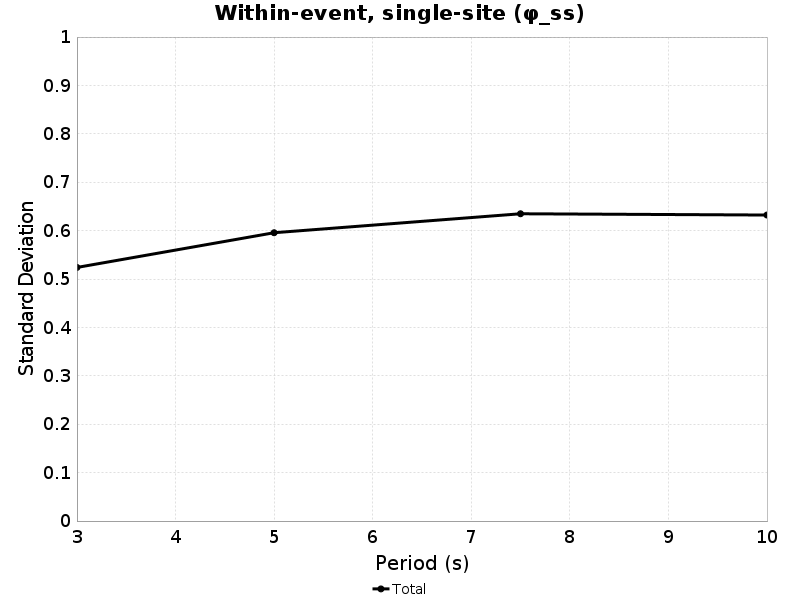 Within-event, single-site (φ_ss)
1
0.9
0.8
0.7
0.6
0.5
0.4
0.3
0.2
0.1
0
Standard Deviation
3 4 5 6 7 8 9 10
Period (s)
Total